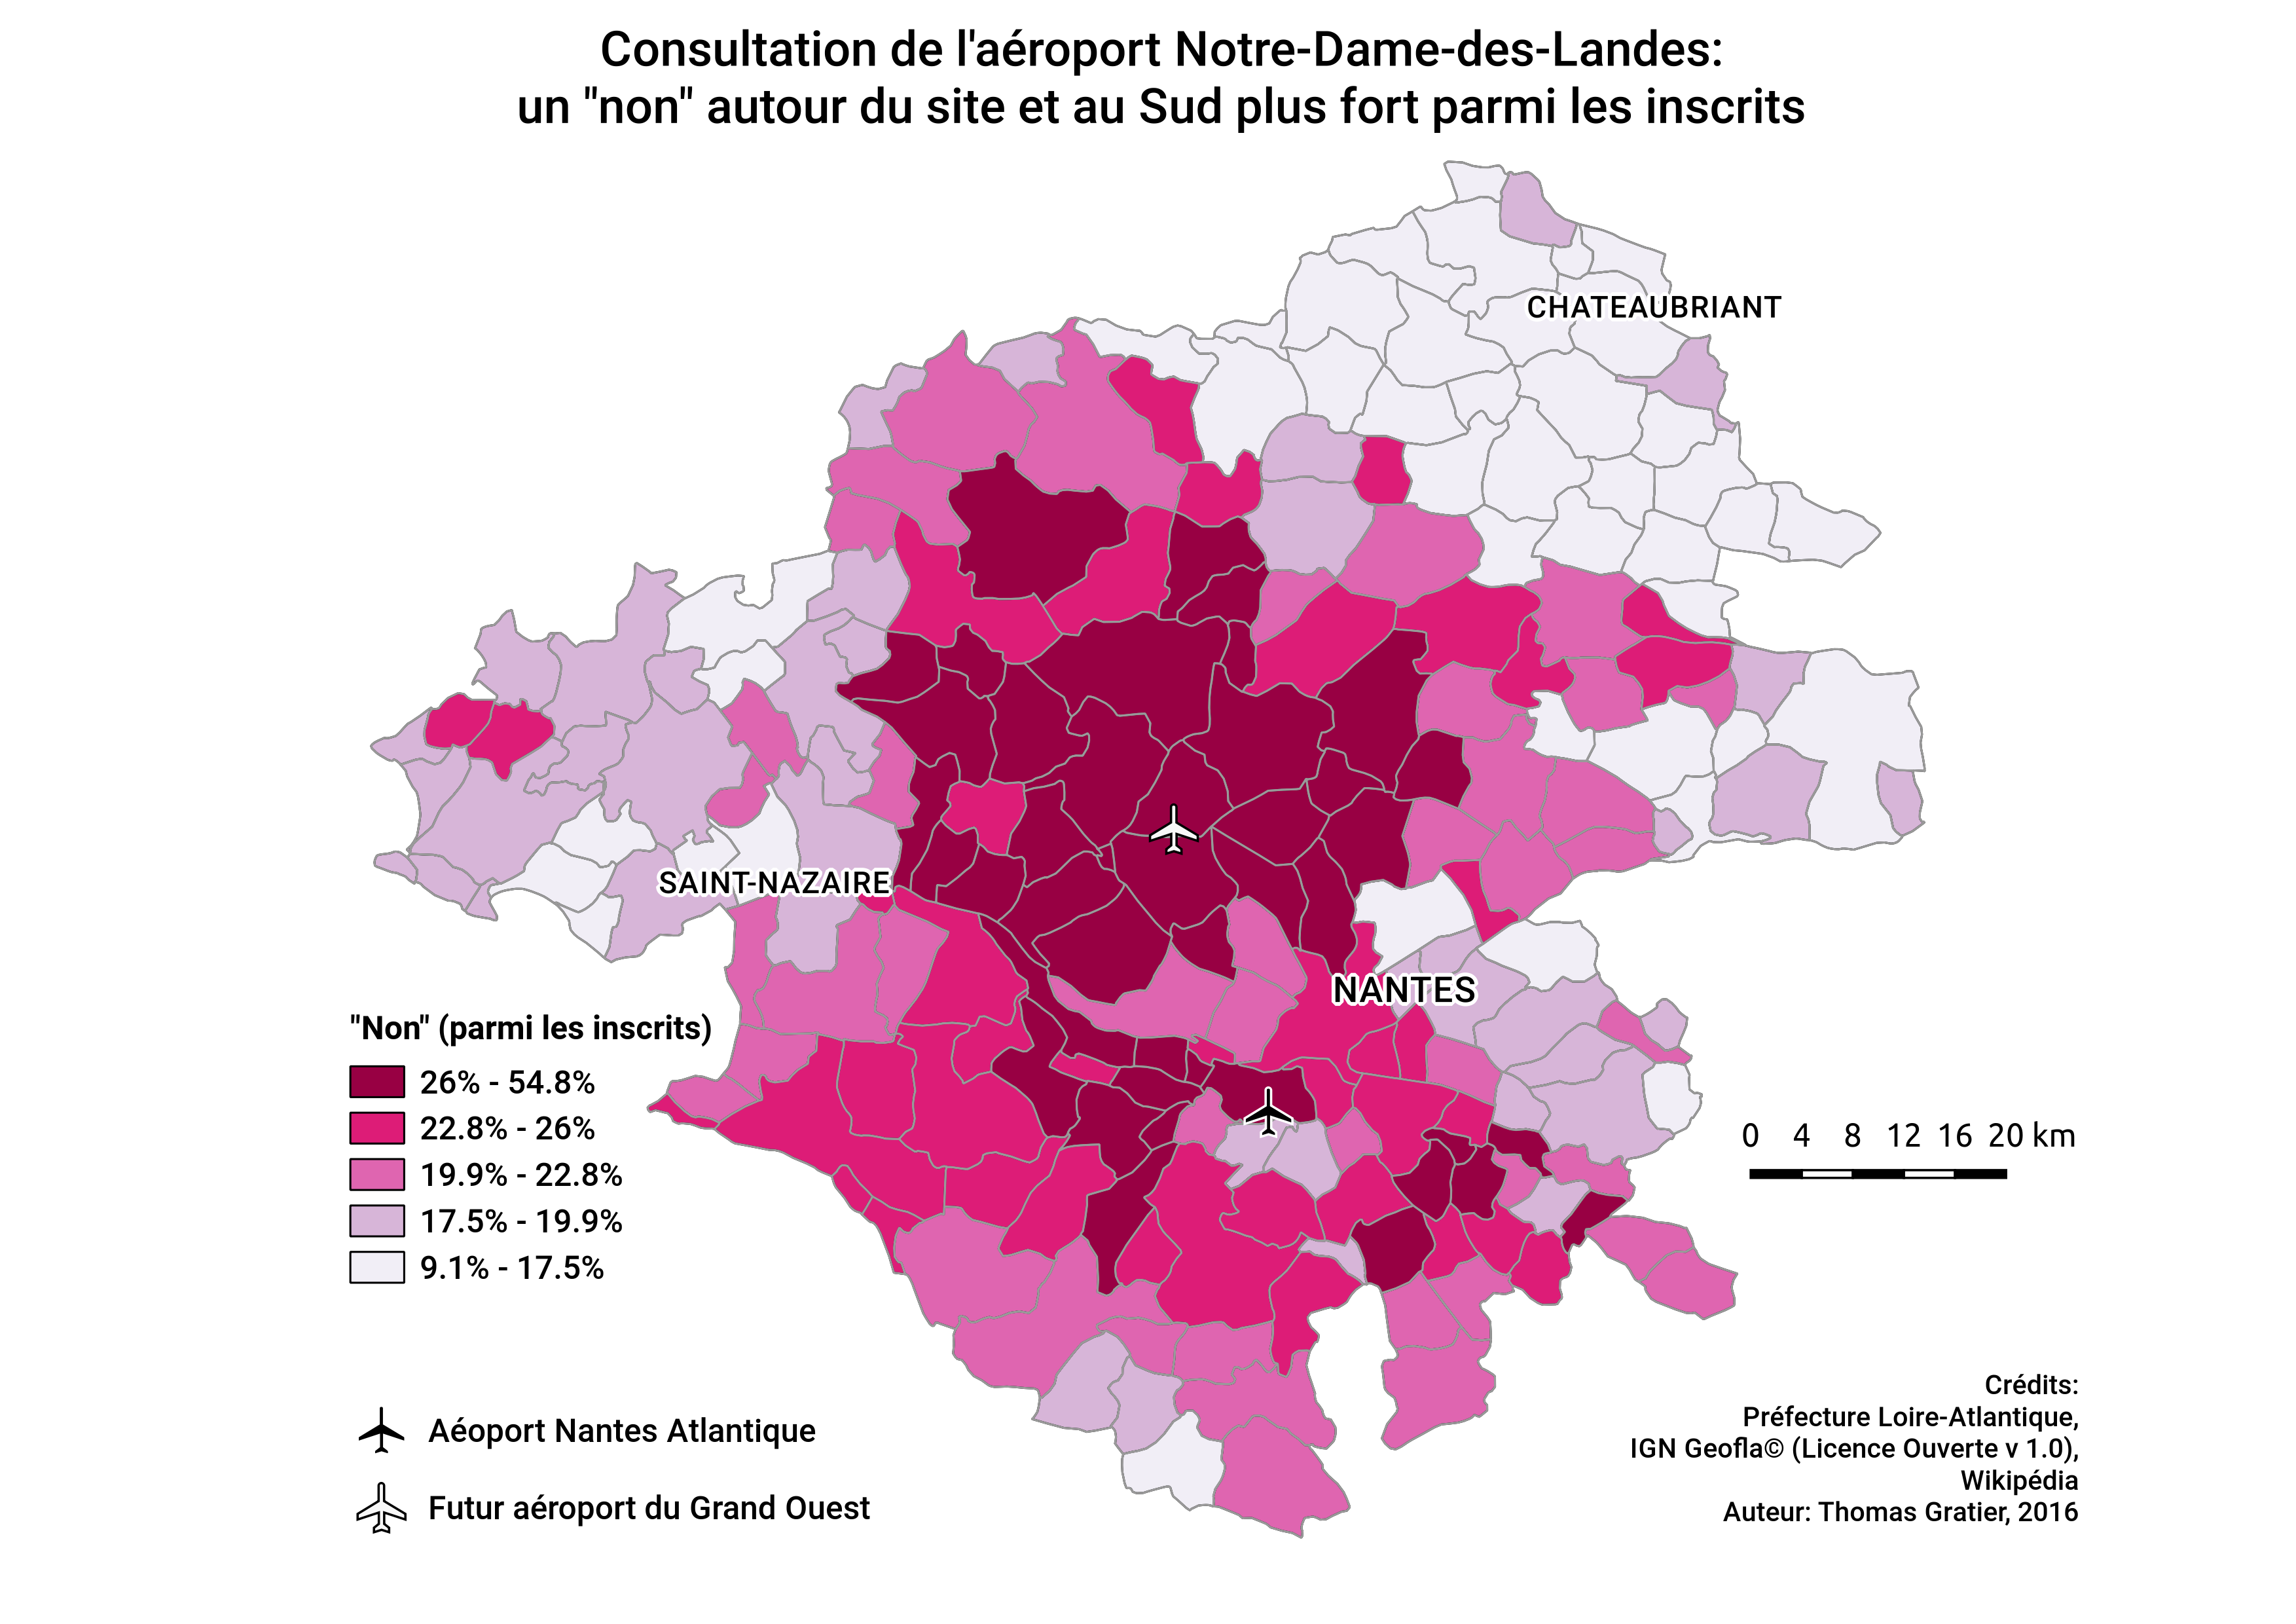 Consultation de l'aéroport Notre-Dame-des-Landes:
un "non" autour du site et au Sud plus fort parmi les inscrits
CHATEAUBRIANT
SAINT-NAZAIRE
NANTES
"Non" (parmi les inscrits)
26% - 54.8%
22.8% - 26%
19.9% - 22.8%
17.5% - 19.9%
9.1% - 17.5%
0 4 8 12 16 20 km
Aéoport Nantes Atlantique
Futur aéroport du Grand Ouest
Crédits:
Préfecture Loire-Atlantique,
IGN Geofla© (Licence Ouverte v 1.0),
Wikipédia
Auteur: Thomas Gratier, 2016